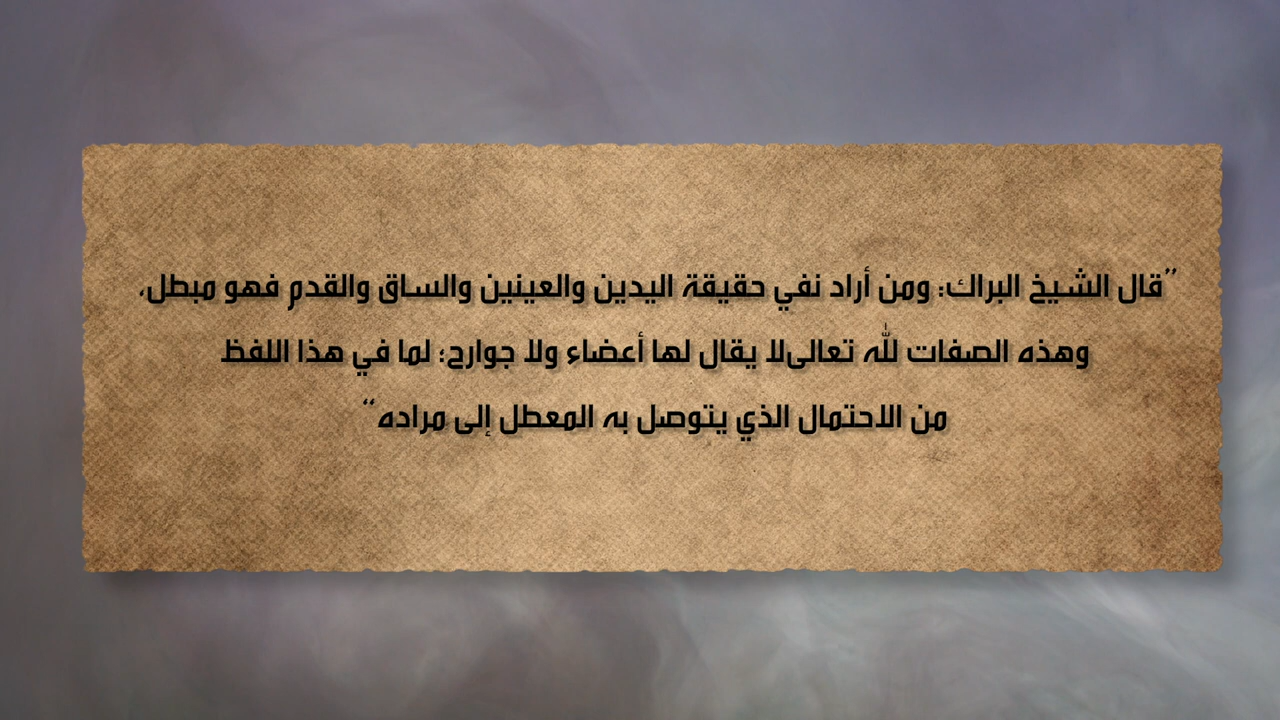 ”قال الشيخ البراك: ومن أراد نفي حقيقة اليدين والعينين والساق والقدم فهو مبطل،
وهذه الصفات لله تعالىلا يقال لها أعضاء ولا جوارح؛ لما في هذا اللفظ
من الاحتمال الذي يتوصل به المعطل إلى مراده“